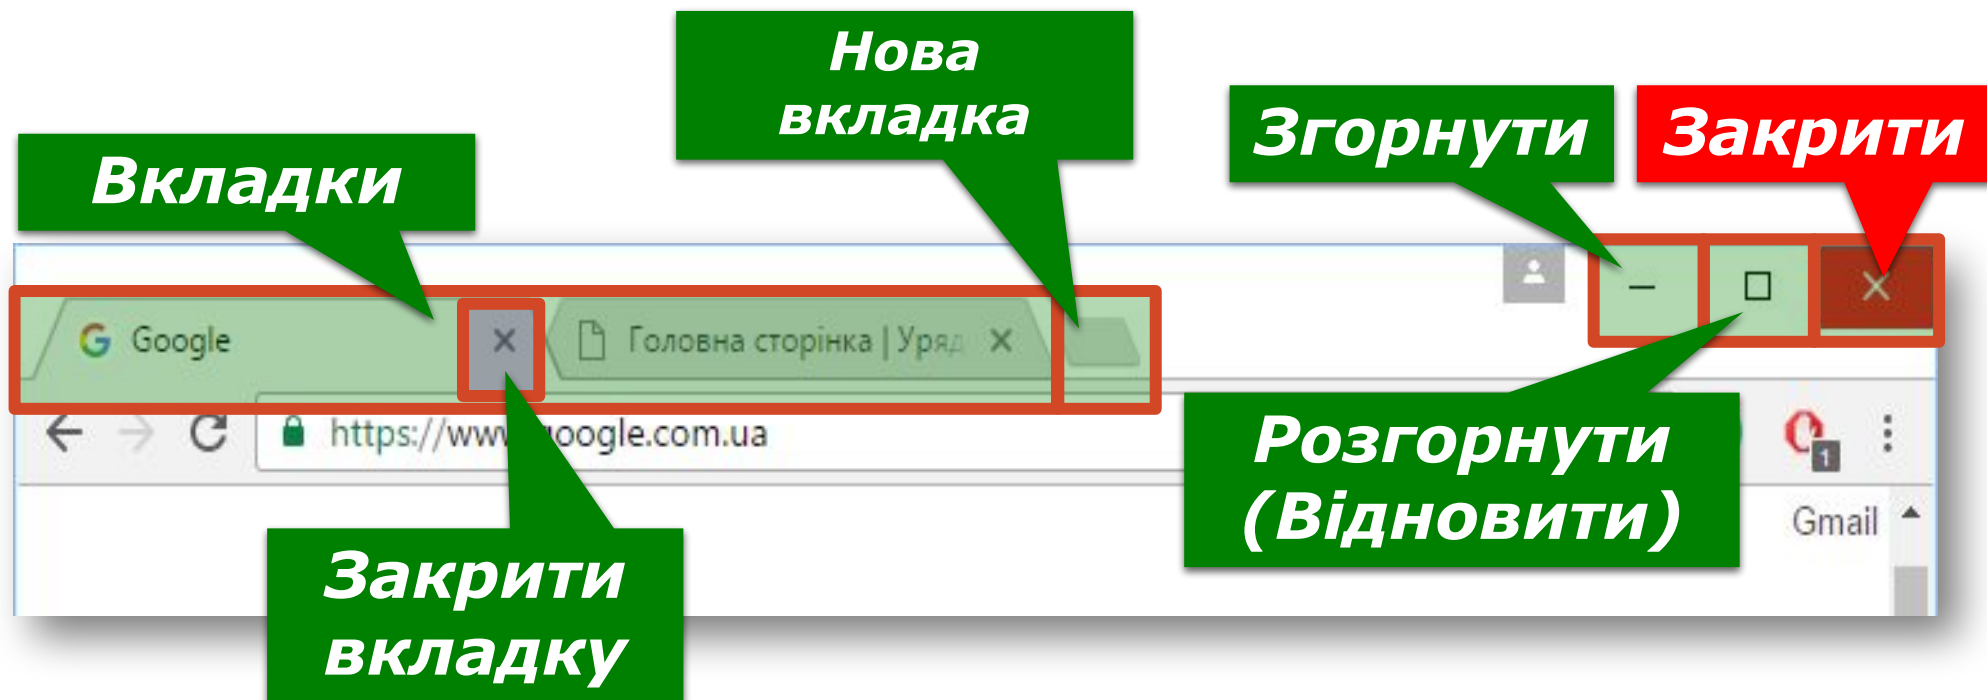 Нова
вкладка
Згорнути
Закрити
Вкладки
Google
Головна сторінка | Уряд
https://www.google.com.ua
Розгорнути
(Відновити)
1
Gmail
Закрити
вкладку